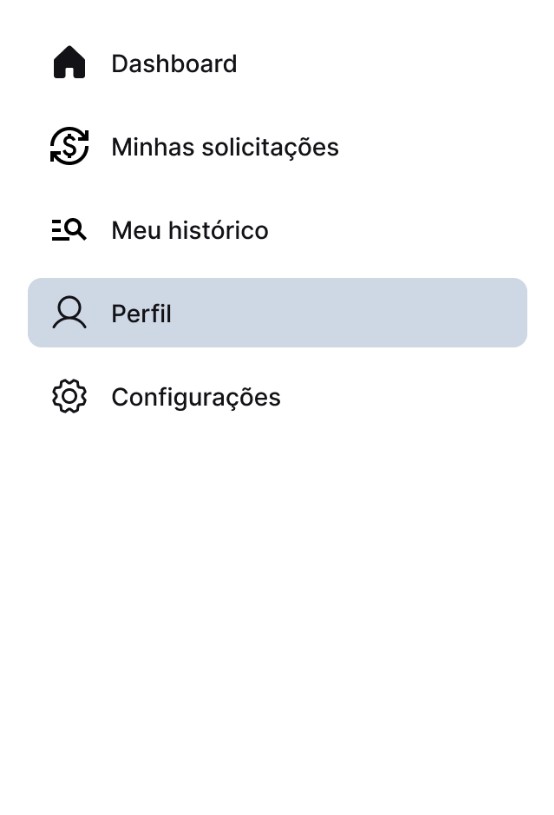 Dashboard
Minhas solicitações
Meu histórico
Perfil
Configurações